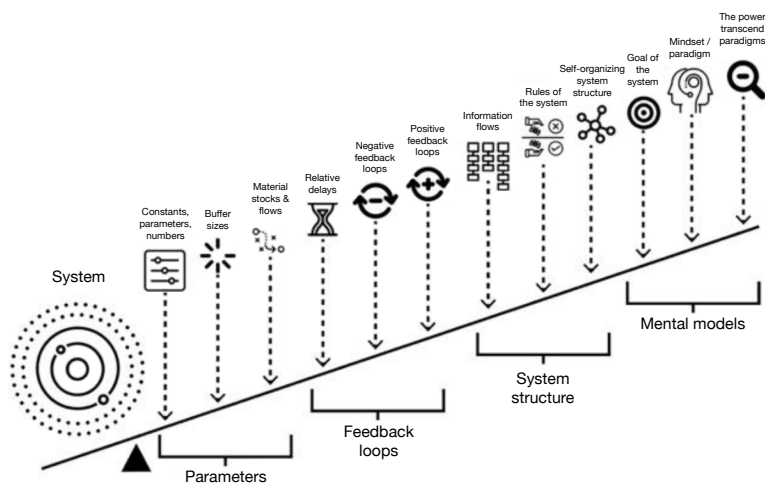 System
Constants,
parameters,
numbers
Buffer
sizes
Material
stocks &
flows
Relative
delays
Negative
feedback
loops
Positive
feedback
loops
Information
flows
Rules of
the system
Self-organizing
system
structure
Goal of
the
system
Mindset /
paradigm
The power
transcend
paradigms
Parameters
Feedback
loops
System
structure
Mental models